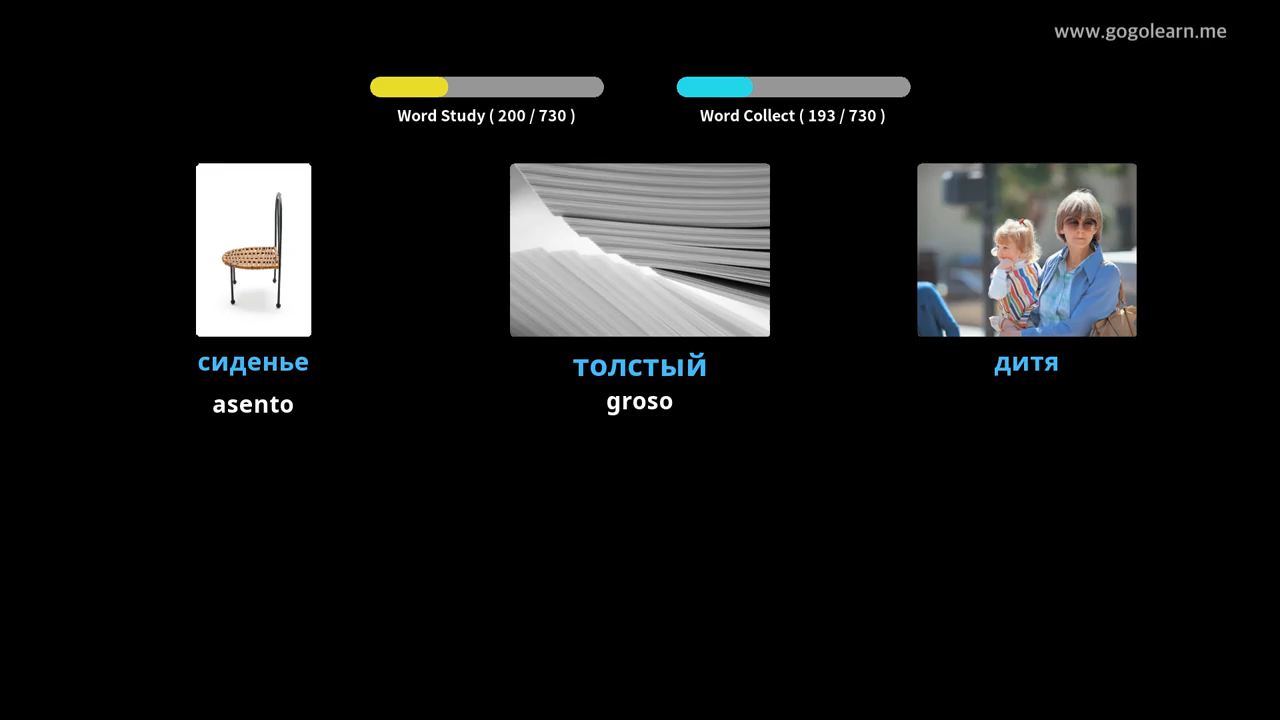 www.gogolearn.me
Word Study ( 200 / 730 )
Word Collect ( 193 / 730 )
сиденье
asento
толстый
groso
дитя